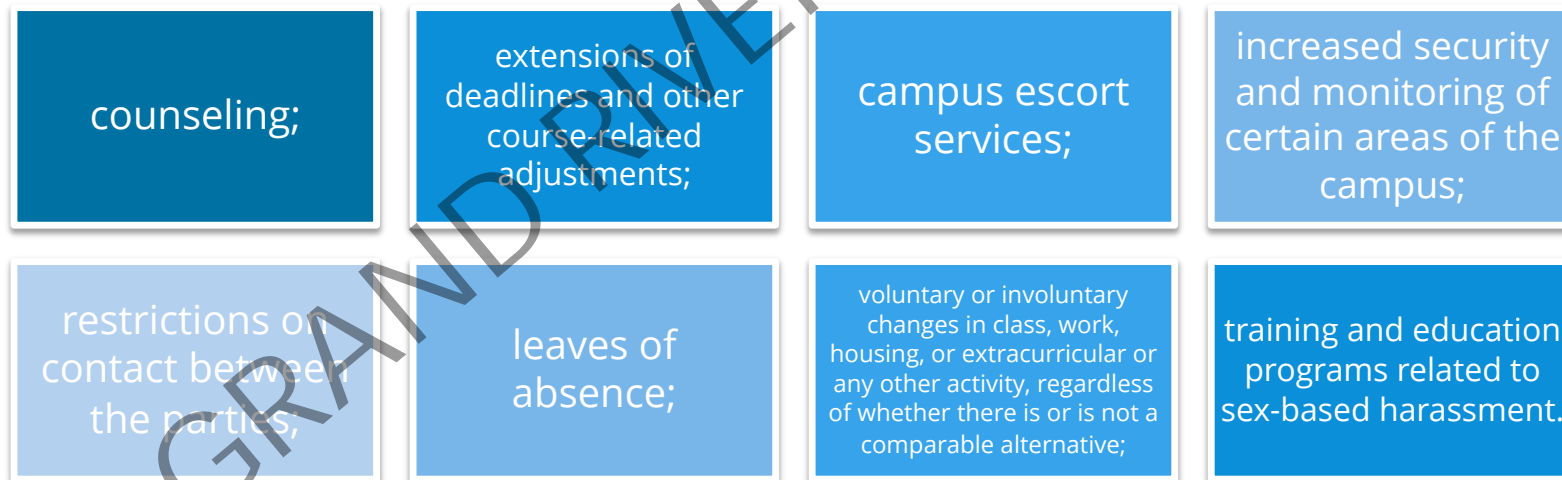 counseling;
extensions of
deadlines and other
course-related
adjustments;
campus escort
services;
increased security
and monitoring of
certain areas of the
campus;
restrictions on
contact between
the parties;
leaves of
absence;
voluntary or involuntary
changes in class, work,
housing, or extracurricular or
any other activity, regardless
of whether there is or is not a
comparable alternative;
training and education
programs related to
sex-based harassment.
GRAND RIVE